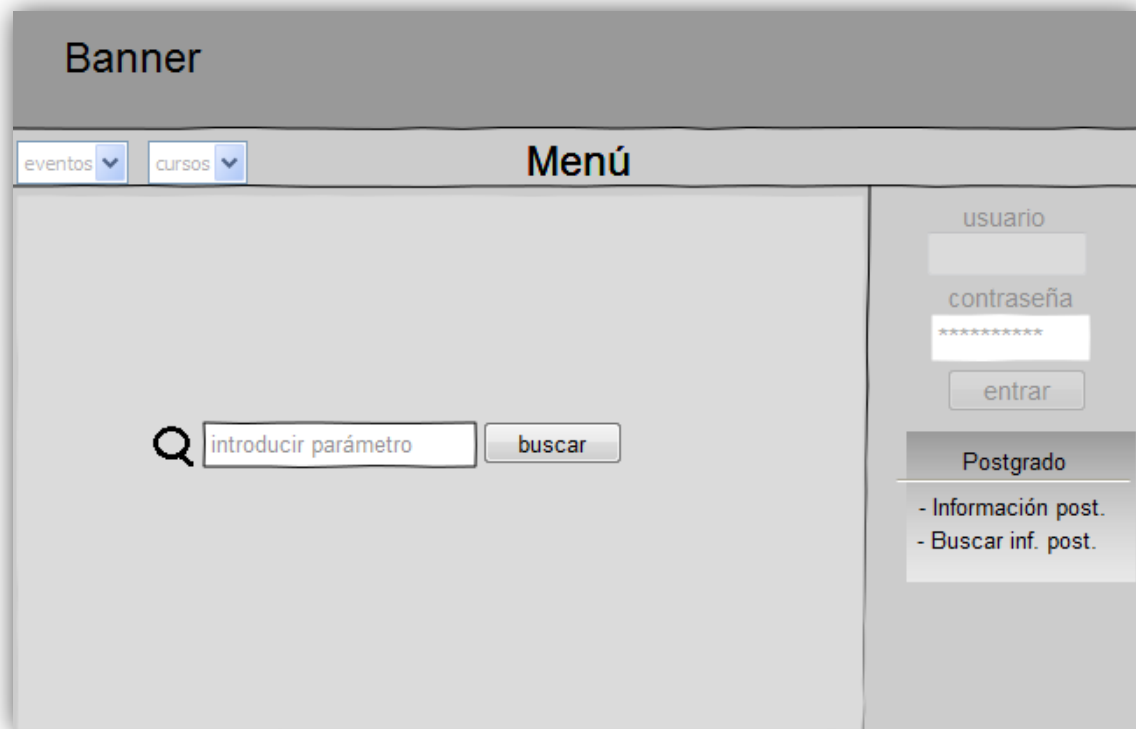 Banner
eventos
cursos
Menú
usuario
contraseña
**********
entrar
introducir parámetro
buscar
Postgrado
- Información post.
- Buscar inf. post.